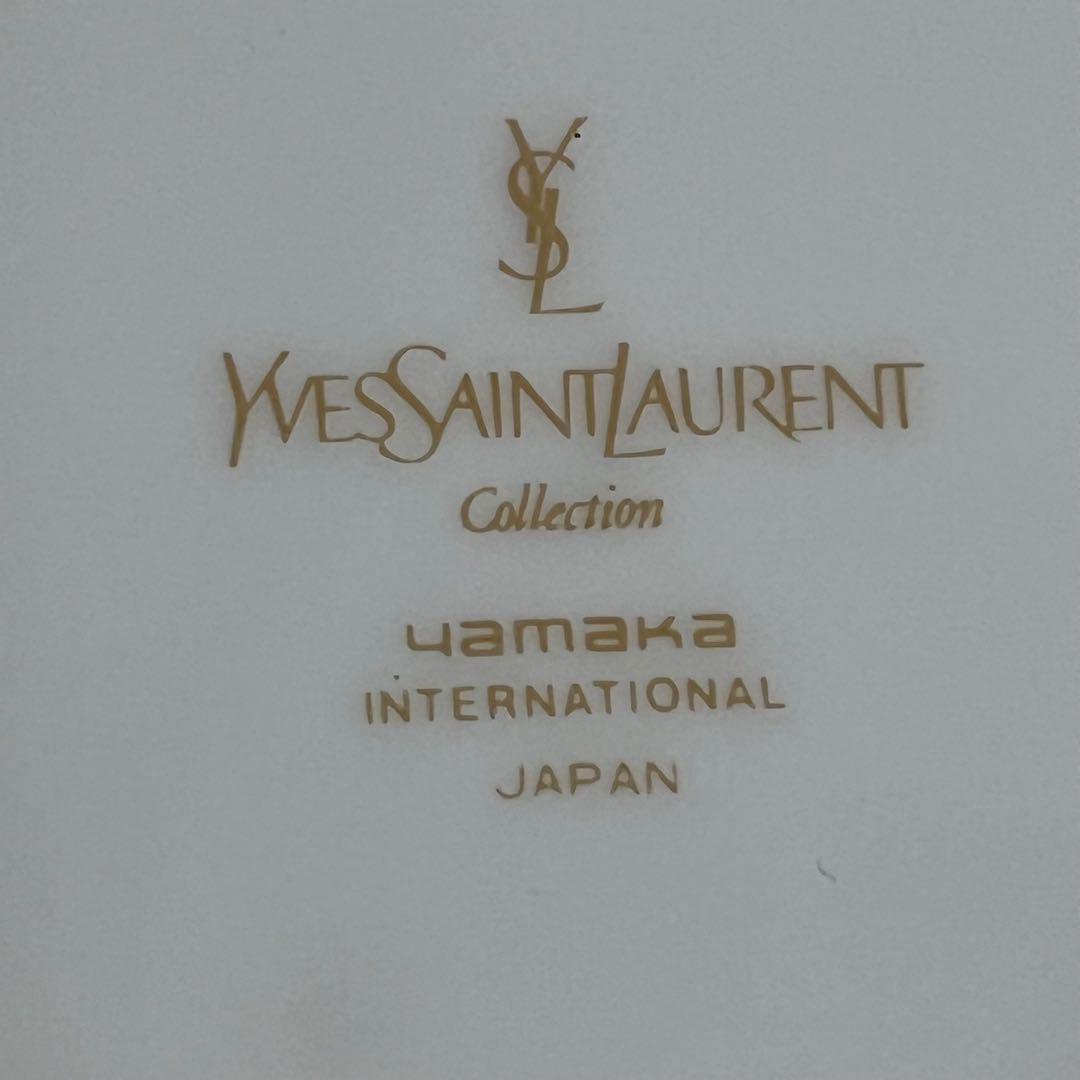 YSL
YVES SAINT LAURENT
Collection
yamaka
INTERNATIONAL
JAPAN